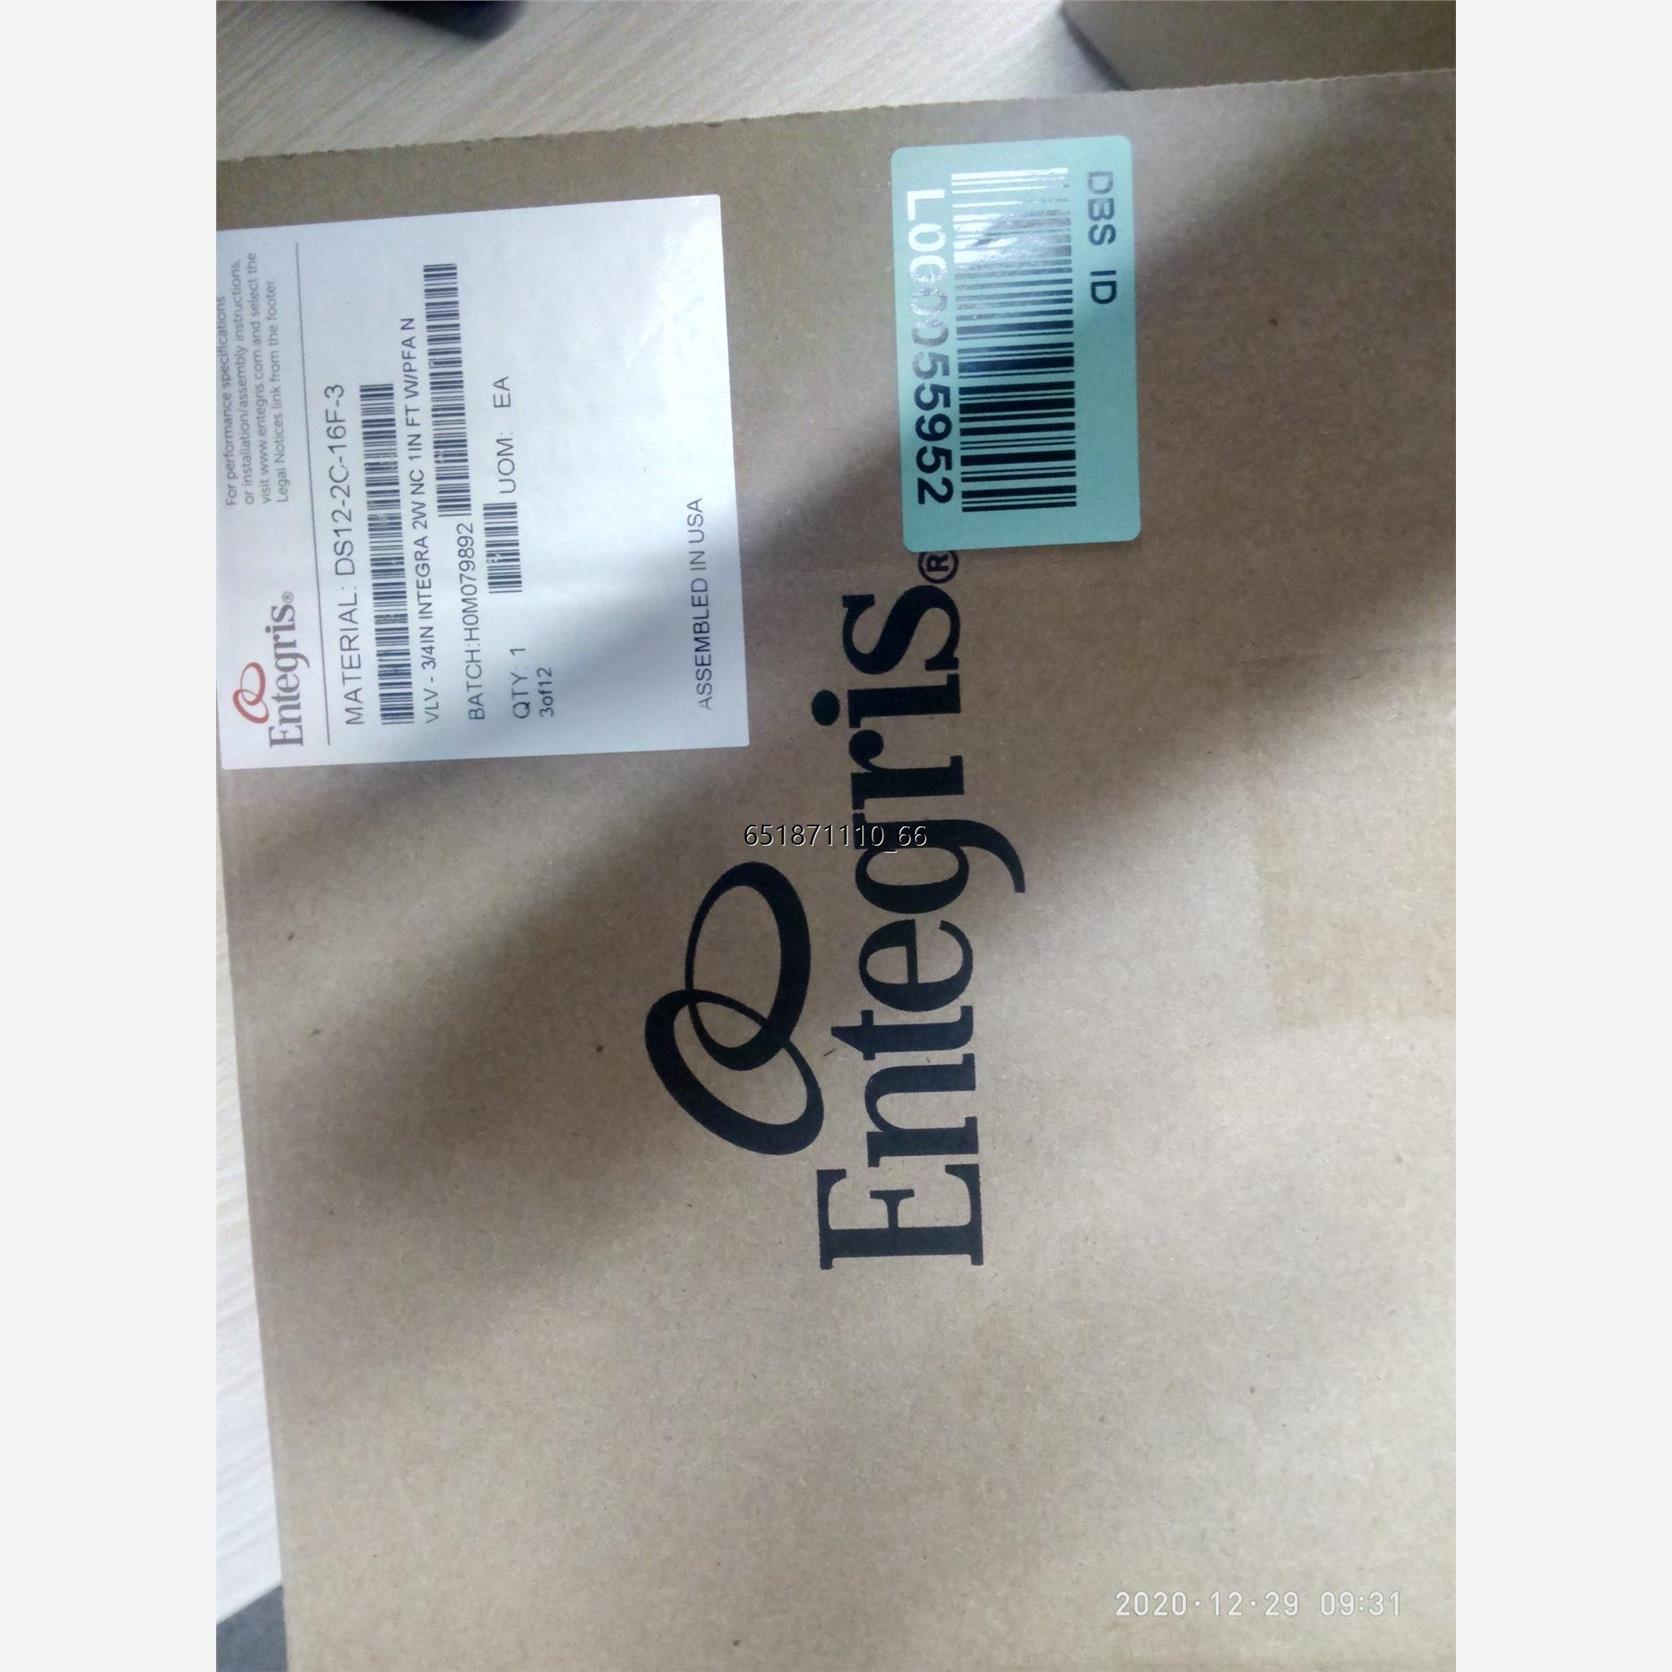 Entegris®
For performance specifications
or installation/assembly instructions,
visit www.entegris.com and select the
Legal Notices link from the footer.
MATERIAL: DS12-2C-16F-3
VLV - 3/4IN INTEGRA 2W NC 1IN FT W/PFA N
BATCH:H0M079892
QTY: 1 UOM: EA
3of12
ASSEMBLED IN USA
Entegris®
DBS ID
L00055952
651871110_66
2020·12·29 09:31